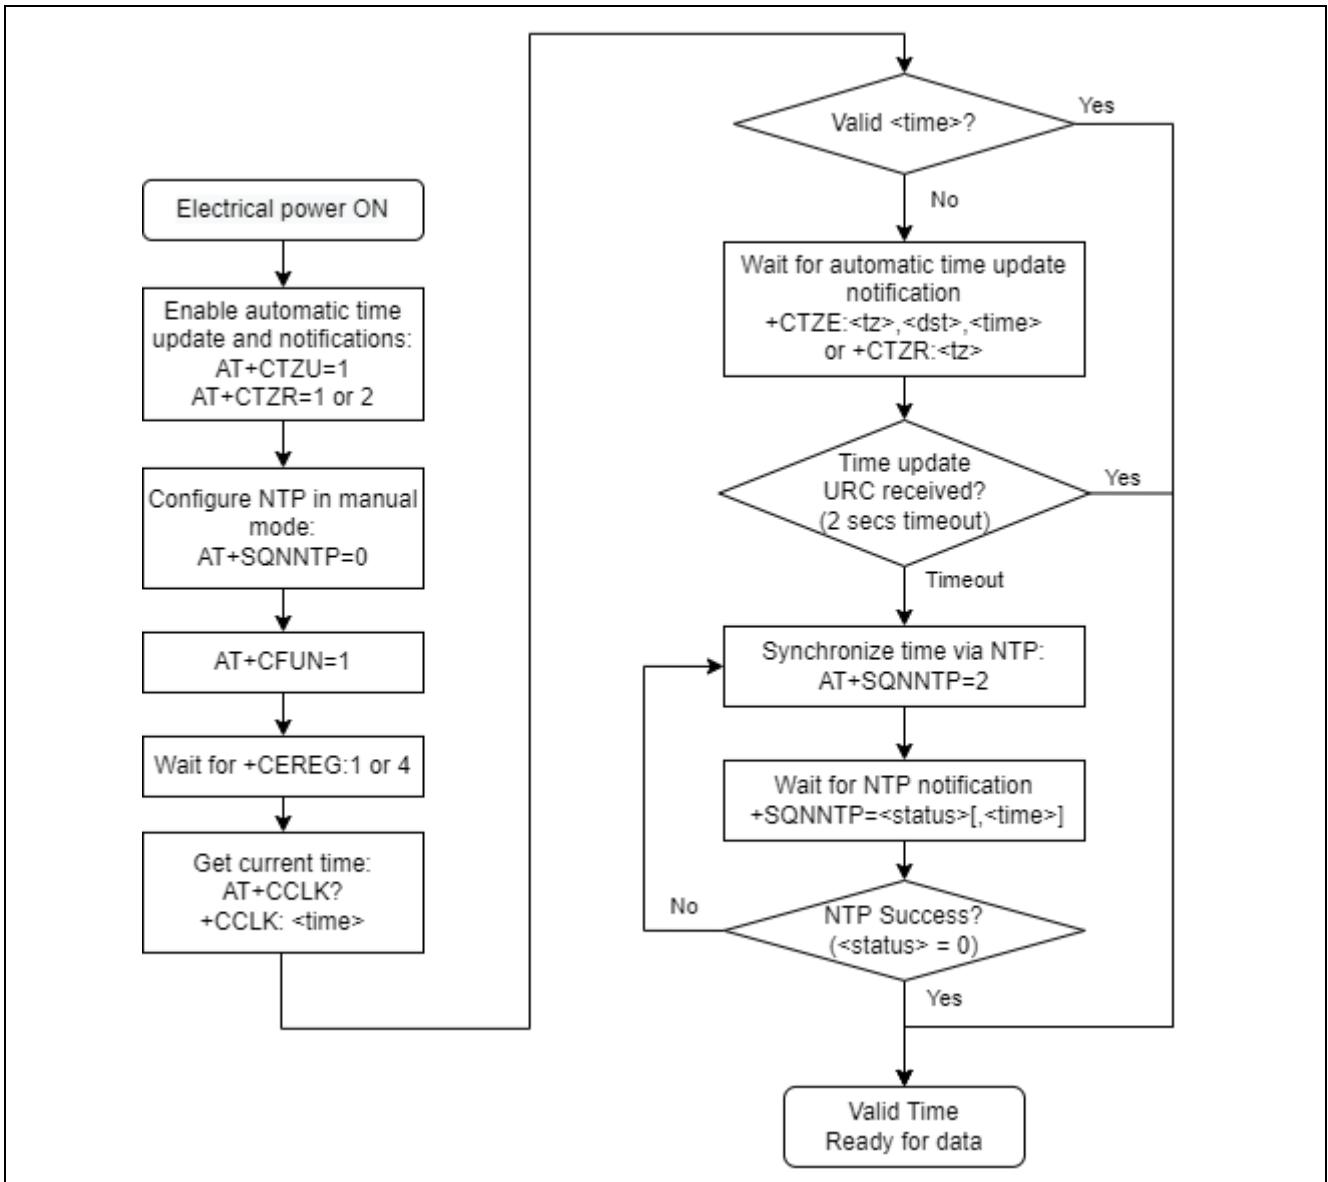 Electrical power ON
Enable automatic time
update and notifications:
AT+CTZU=1
AT+CTZR=1 or 2
Configure NTP in manual
mode:
AT+SQNNTP=0
AT+CFUN=1
Wait for +CEREG:1 or 4
Get current time:
AT+CCLK?
+CCLK: <time>
Valid <time>?
Yes
No
Wait for automatic time update
notification
+CTZE:<tz>,<dst>,<time>
or +CTZR:<tz>
Time update
URC received?
(2 secs timeout)
Yes
Timeout
Synchronize time via NTP:
AT+SQNNTP=2
Wait for NTP notification
+SQNNTP=<status>[,<time>]
No
NTP Success?
(<status> = 0)
Yes
Valid Time
Ready for data